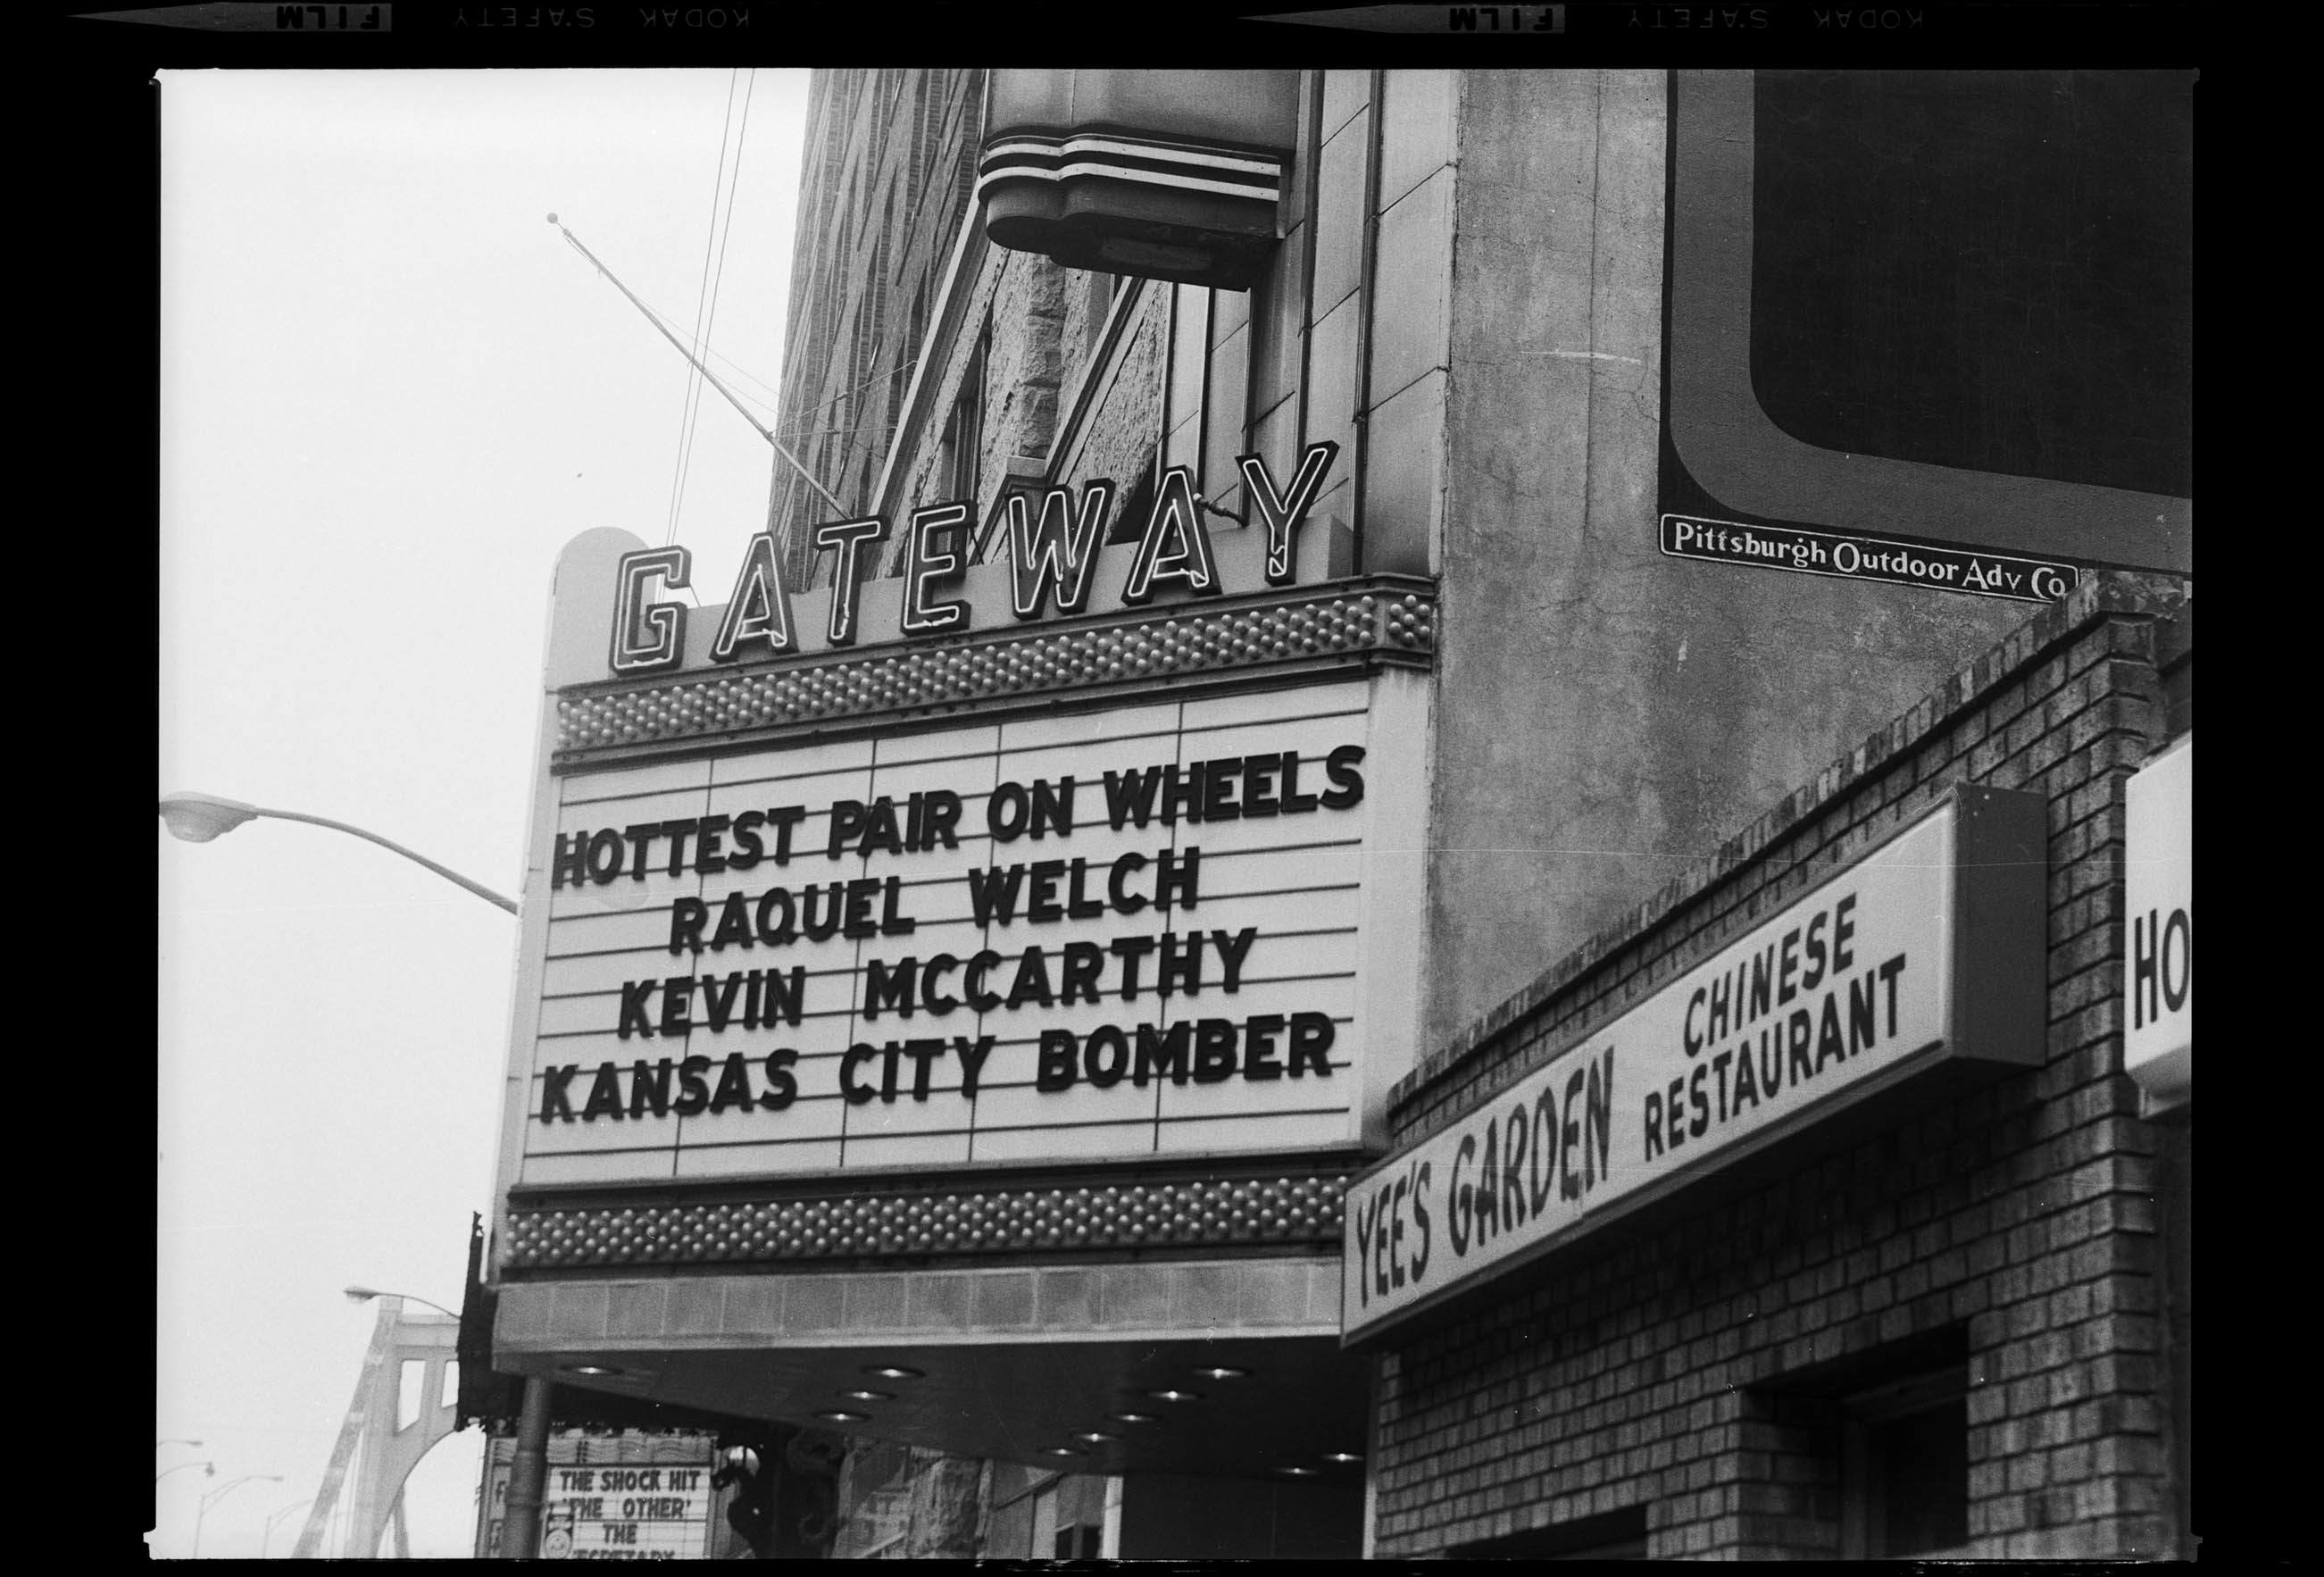 KODAK SAFETY FILM
KODAK SAFETY FILM
GATEWAY
HOTTEST PAIR ON WHEELS
RAQUEL WELCH
KEVIN MCCARTHY
KANSAS CITY BOMBER
Pittsburgh Outdoor Adv Co
YEE'S GARDEN
CHINESE
RESTAURANT
HO
THE SHOCK HIT
'THE OTHER'
THE